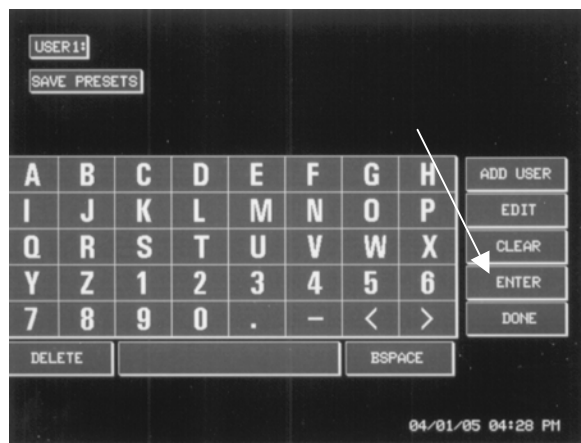 USER1:
SAVE PRESETS
A B C D E F G H ADD USER
I J K L M N O P EDIT
Q R S T U V W X CLEAR
Y Z 1 2 3 4 5 6 ENTER
7 8 9 0 . – < > DONE
DELETE BSPACE
04/01/05 04:28 PM